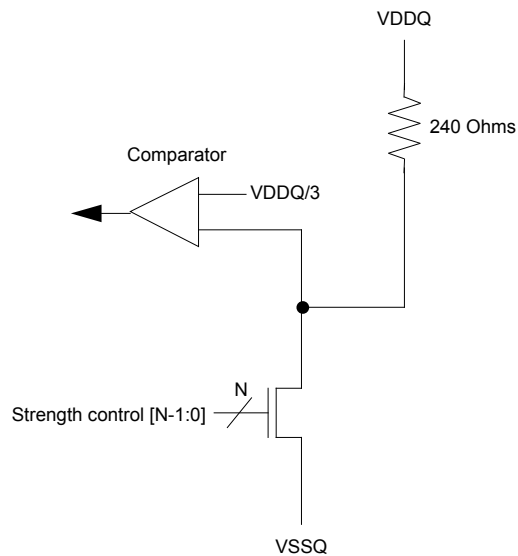 VDDQ
240 Ohms
Comparator
VDDQ/3
N
Strength control [N-1:0]
VSSQ